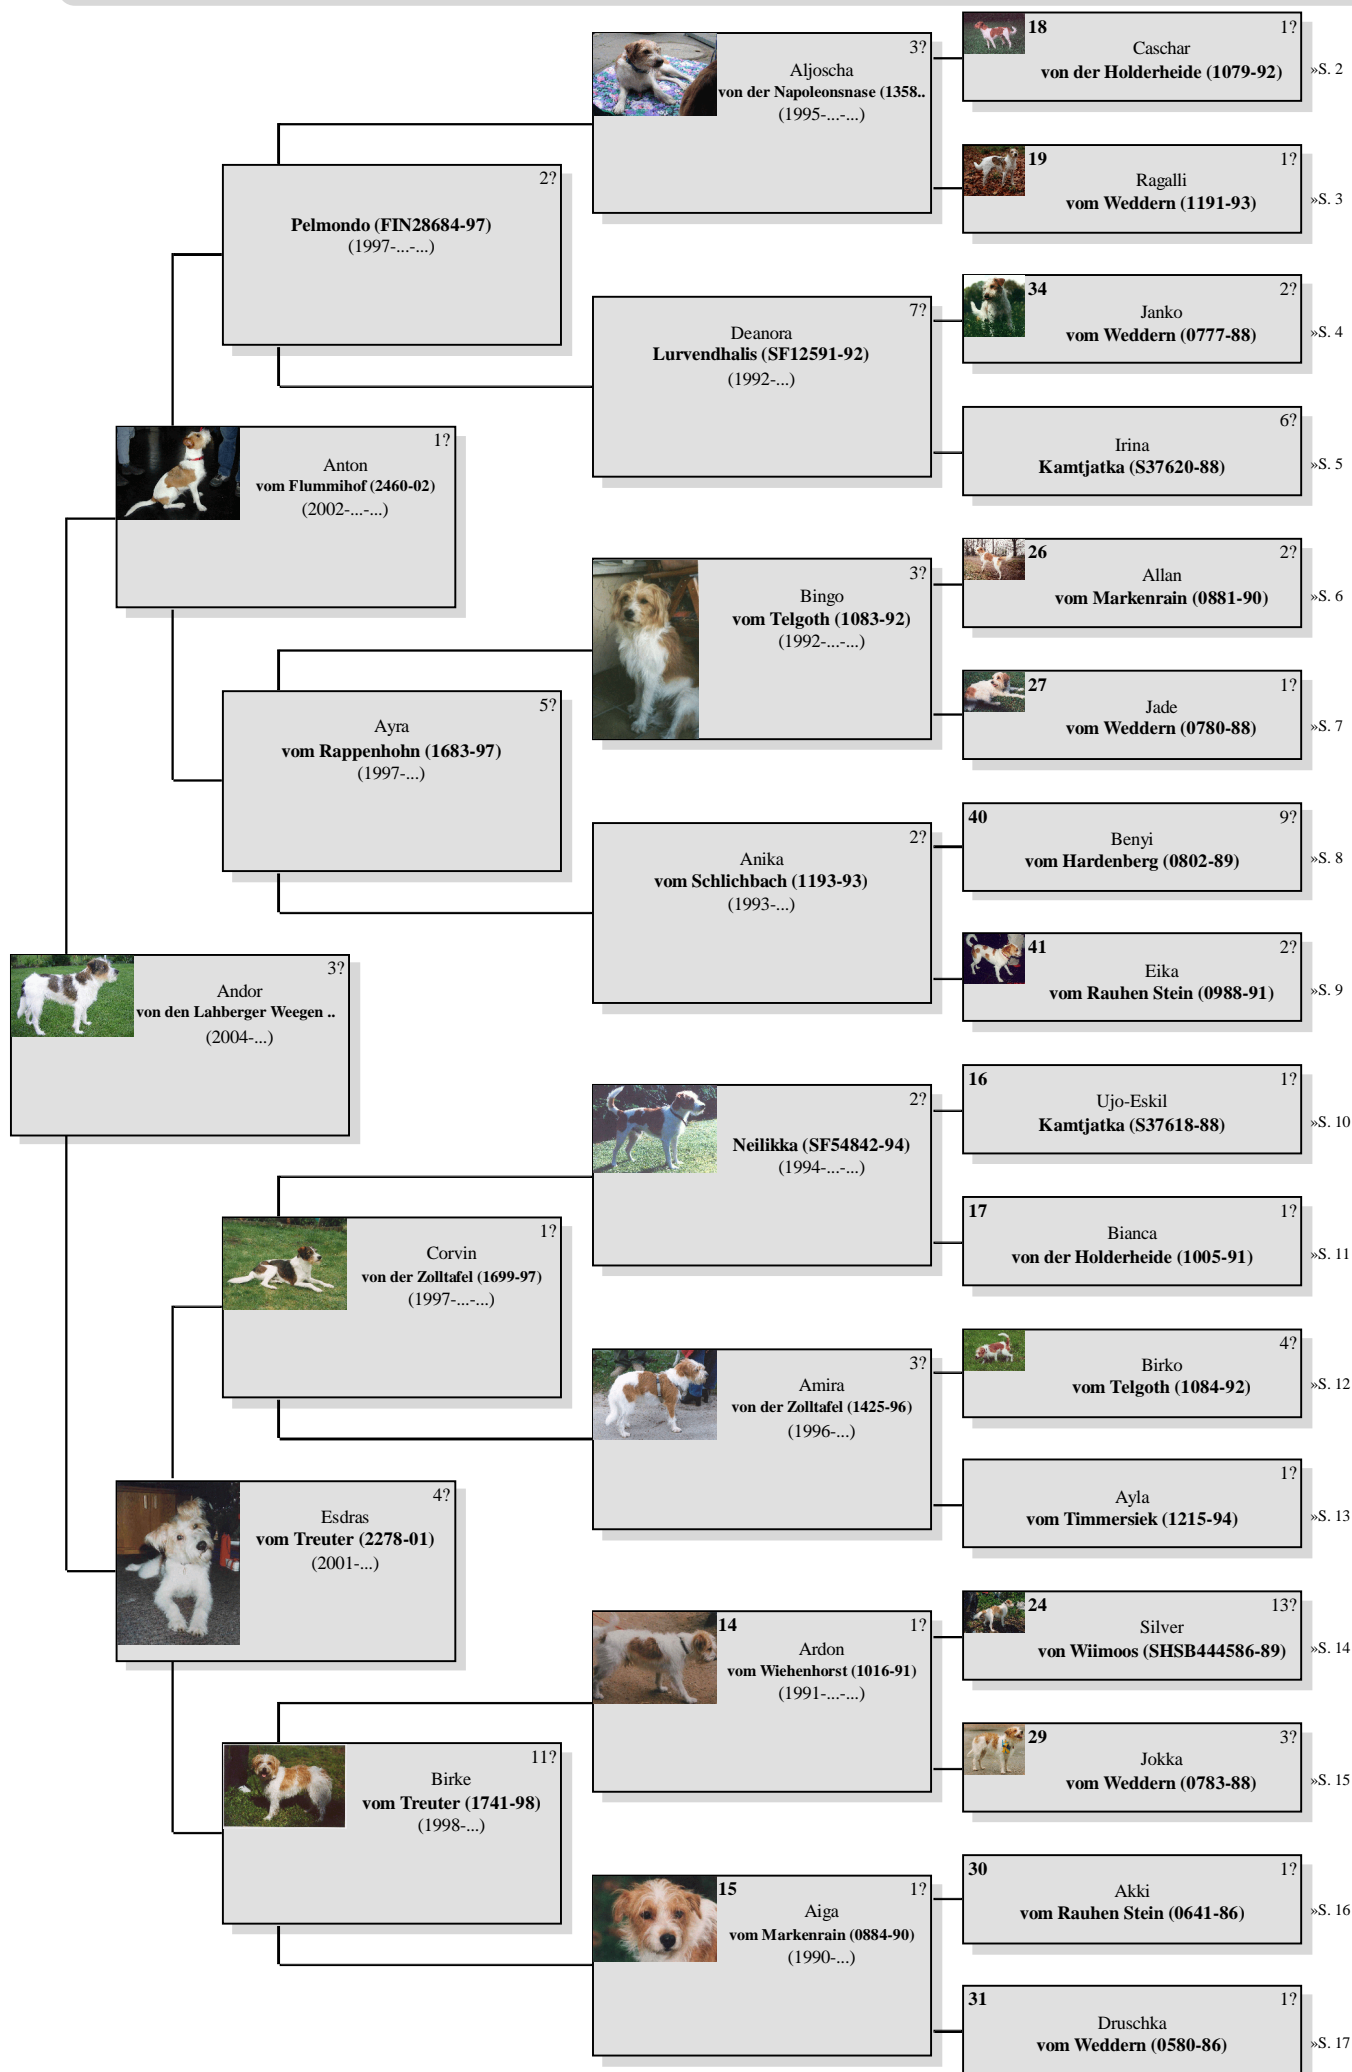 3?
Andor
von den Lahberger Weegen ..
(2004-...)
1?
Anton
vom Flummihof (2460-02)
(2002-...-...)
4?
Esdras
vom Treuter (2278-01)
(2001-...)
2?
Pelmondo (FIN28684-97)
(1997-...-...)
5?
Ayra
vom Rappenhohn (1683-97)
(1997-...)
1?
Corvin
von der Zolltafel (1699-97)
(1997-...-...)
11?
Birke
vom Treuter (1741-98)
(1998-...)
3?
Aljoscha
von der Napoleonsnase (1358..
(1995-...-...)
7?
Deanora
Lurvendhalis (SF12591-92)
(1992-...)
3?
Bingo
vom Telgoth (1083-92)
(1992-...-...)
2?
Anika
vom Schlichbach (1193-93)
(1993-...)
2?
Neilikka (SF54842-94)
(1994-...-...)
3?
Amira
von der Zolltafel (1425-96)
(1996-...)
14 1?
Ardon
vom Wiehenhorst (1016-91)
(1991-...-...)
15 1?
Aiga
vom Markenrain (0884-90)
(1990-...)
18 1?
Caschar
von der Holderheide (1079-92)
»S. 2
19 1?
Ragalli
vom Weddern (1191-93)
»S. 3
34 2?
Janko
vom Weddern (0777-88)
»S. 4
6?
Irina
Kamtjatka (S37620-88)
»S. 5
26 2?
Allan
vom Markenrain (0881-90)
»S. 6
27 1?
Jade
vom Weddern (0780-88)
»S. 7
40 9?
Benyi
vom Hardenberg (0802-89)
»S. 8
41 2?
Eika
vom Rauhen Stein (0988-91)
»S. 9
16 1?
Ujo-Eskil
Kamtjatka (S37618-88)
»S. 10
17 1?
Bianca
von der Holderheide (1005-91)
»S. 11
4?
Birko
vom Telgoth (1084-92)
»S. 12
1?
Ayla
vom Timmersiek (1215-94)
»S. 13
24 13?
Silver
von Wiimoos (SHSB444586-89)
»S. 14
29 3?
Jokka
vom Weddern (0783-88)
»S. 15
30 1?
Akki
vom Rauhen Stein (0641-86)
»S. 16
31 1?
Druschka
vom Weddern (0580-86)
»S. 17